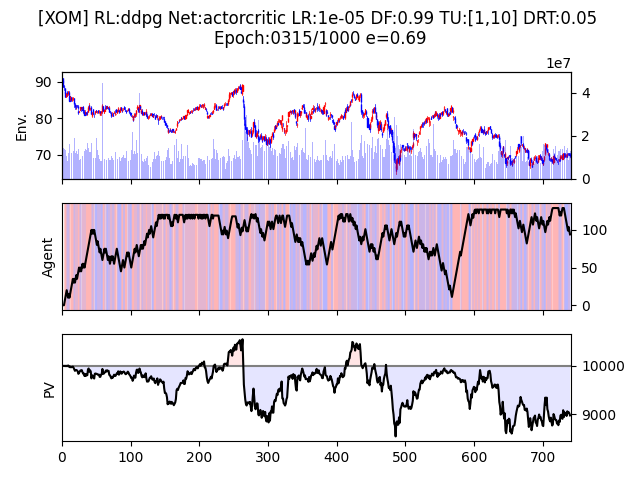 [XOM] RL:ddpg Net:actorcritic LR:1e-05 DF:0.99 TU:[1,10] DRT:0.05
Epoch:0315/1000 e=0.69
1e7
90
80
70
Env.
4
2
0
Agent
100
50
0
PV
10000
9000
0 100 200 300 400 500 600 700